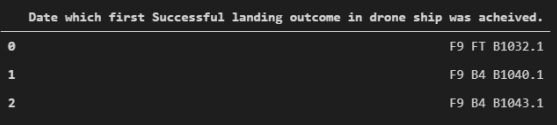 Date which first Successful landing outcome in drone ship was acheived.
0 F9 FT B1032.1
1 F9 B4 B1040.1
2 F9 B4 B1043.1